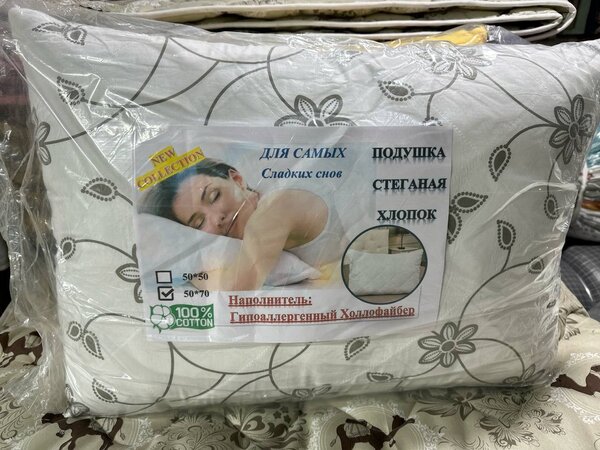 NEW
COLLECTION
ДЛЯ САМЫХ
Сладких снов
ПОДУШКА
СТЕГАНАЯ
ХЛОПОК
50*50
50*70
100%
COTTON
Наполнитель:
Гипоаллергенный Холлофайбер